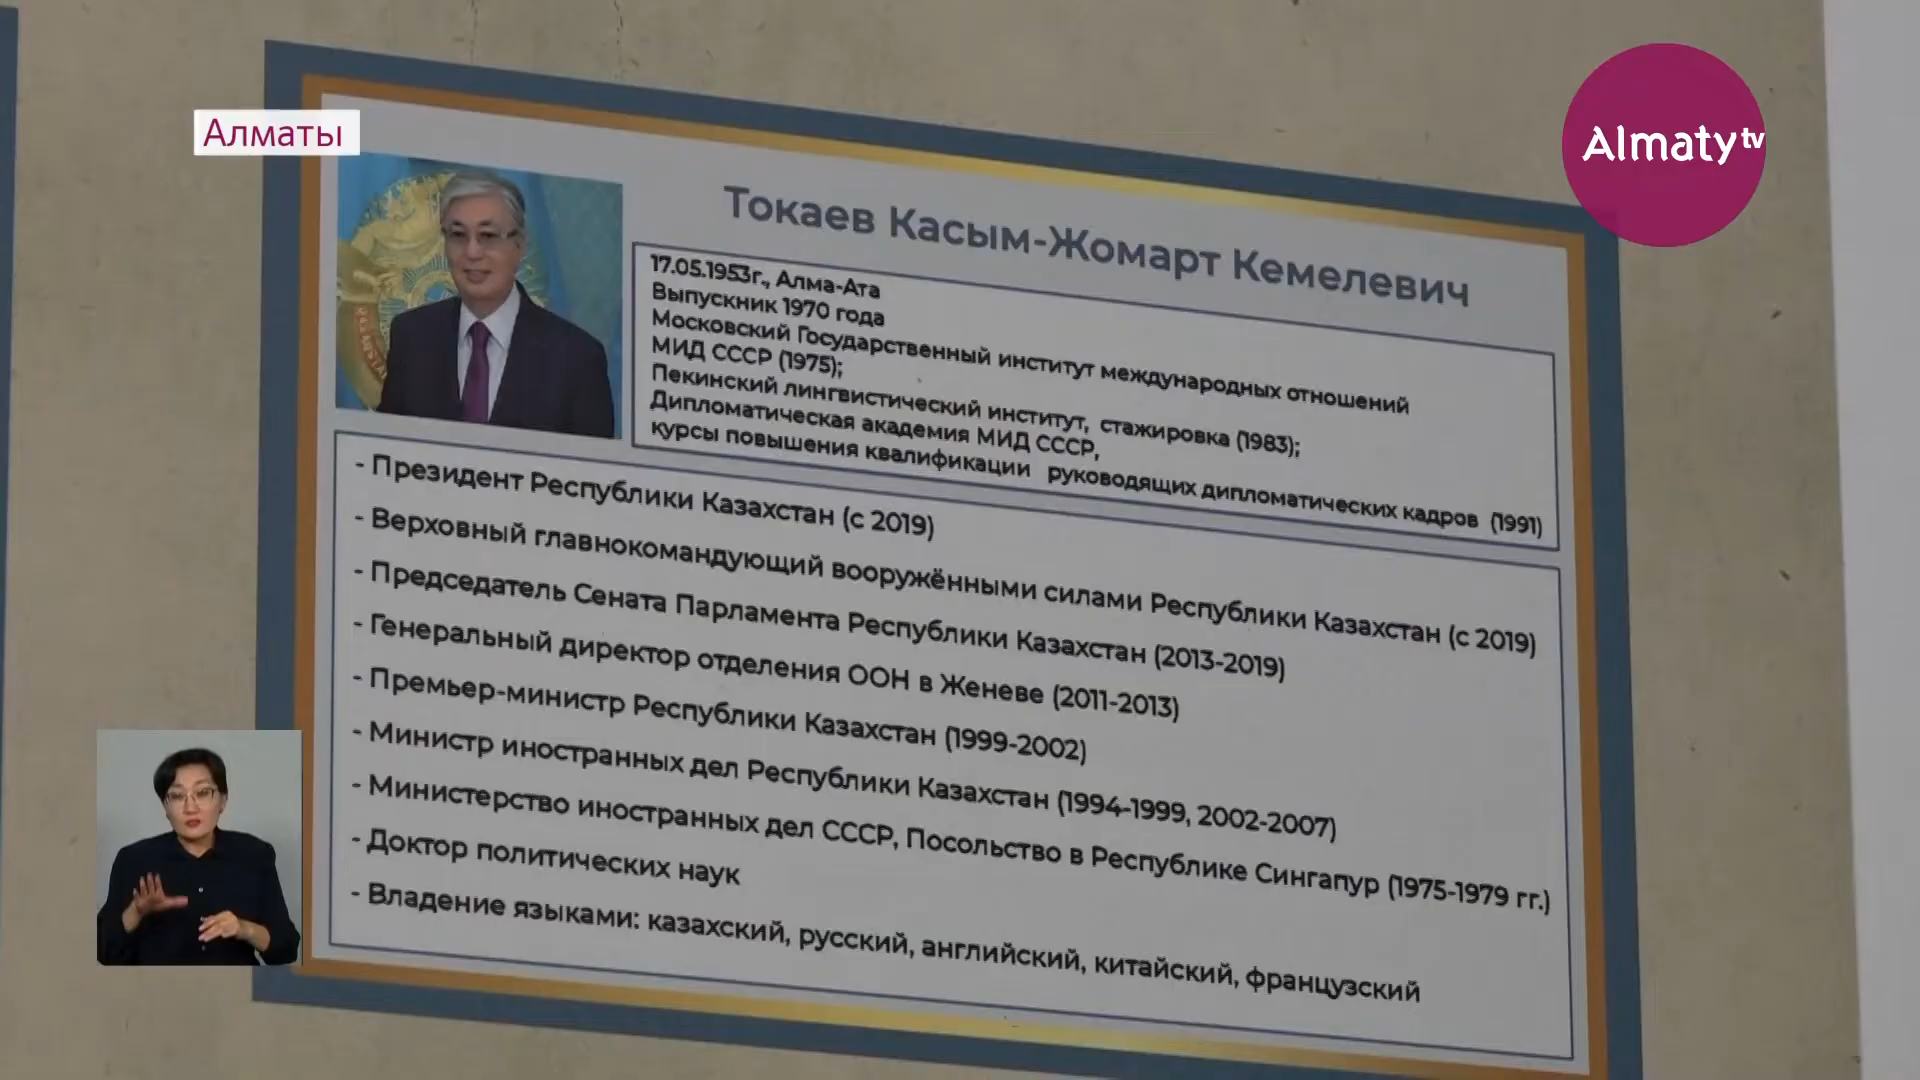 Алматы
Almaty tv
Токаев Касым-Жомарт Кемелевич
17.05.1953г., Алма-Ата
Выпускник 1970 года
Московский Государственный институт международных отношений
МИД СССР (1975);
Пекинский лингвистический институт, стажировка (1983);
Дипломатическая академия МИД СССР,
курсы повышения квалификации руководящих дипломатических кадров (1991)
- Президент Республики Казахстан (с 2019)
- Верховный главнокомандующий вооружёнными силами Республики Казахстан (с 2019)
- Председатель Сената Парламента Республики Казахстан (2013-2019)
- Генеральный директор отделения ООН в Женеве (2011-2013)
- Премьер-министр Республики Казахстан (1999-2002)
- Министр иностранных дел Республики Казахстан (1994-1999, 2002-2007)
- Министерство иностранных дел СССР, Посольство в Республике Сингапур (1975-1979 гг.)
- Доктор политических наук
- Владение языками: казахский, русский, английский, китайский, французский